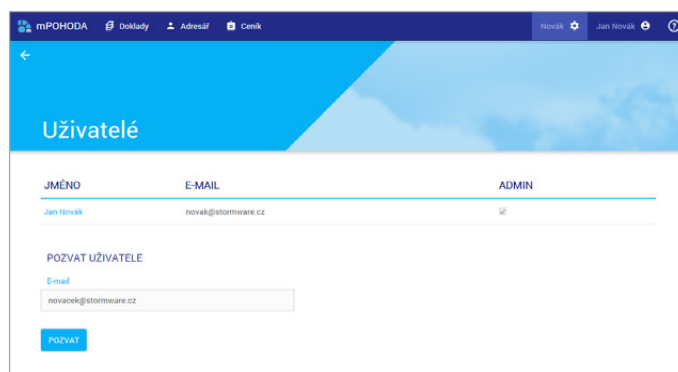 mPOHODA Doklady Adresář Ceník Novák Jan Novák
Uživatelé
JMÉNO E-MAIL ADMIN
Jan Novák novak@stormware.cz
POZVAT UŽIVATELE
E-mail
novacek@stormware.cz
POZVAT